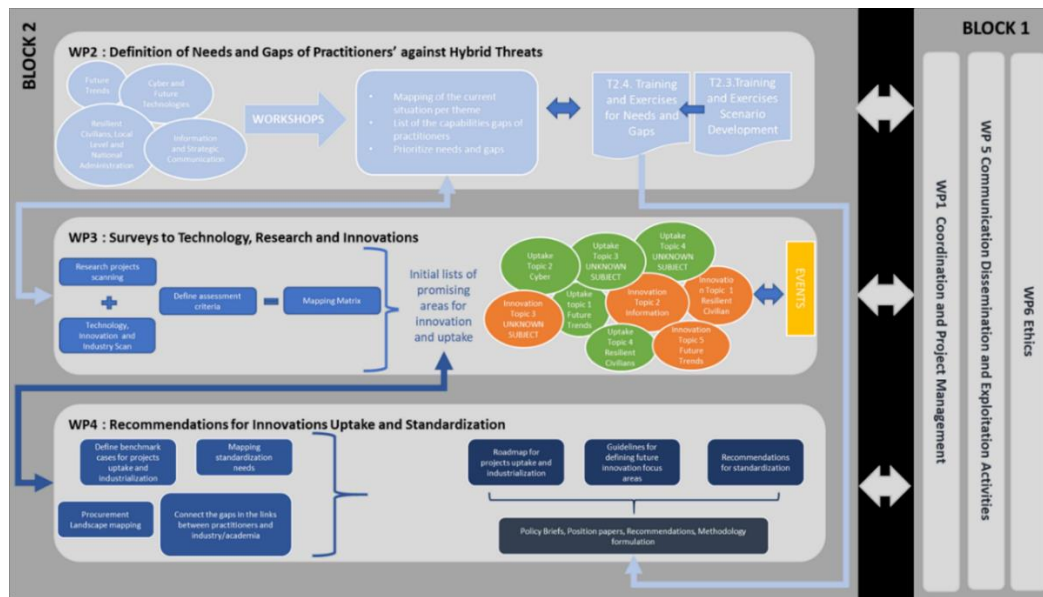 BLOCK 2
WP2 : Definition of Needs and Gaps of Practitioners' against Hybrid Threats
Future
Trends
Cyber and
Future
Technologies
Resilient
Civilians, Local
Level and
National
Administration
Information
and Strategic
Communication
WORKSHOPS
• Mapping of the current
situation per theme
• List of the capabilities gaps of
practitioners
• Prioritize needs and gaps
T2.4. Training
and Exercises
for Needs and
Gaps
T2.3.Training
and Exercises
Scenario
Development
WP3 : Surveys to Technology, Research and Innovations
Research projects
scanning
Technology,
Innovation and
Industry Scan
Define assessment
criteria
Mapping Matrix
Initial lists of
promising
areas for
innovation
and uptake
Uptake
Topic 2
Cyber
Uptake
Topic 3
UNKNOWN
SUBJECT
Uptake
Topic 4
UNKNOWN
SUBJECT
Innovation
Topic 3
UNKNOWN
SUBJECT
Uptake
topic 1
Future
Trends
Innovation
Topic 2
Information
Innovatio
n Topic 1
Resilient
Civilian
Uptake
Topic 4
Resilient
Civilians
Innovation
Topic 5
Future
Trends
EVENTS
WP4 : Recommendations for Innovations Uptake and Standardization
Define benchmark
cases for projects
uptake and
industrialization
Mapping
standardization
needs
Procurement
Landscape mapping
Connect the gaps in the links
between practitioners and
industry/academia
Roadmap for
projects uptake and
industrialization
Guidelines for
defining future
innovation focus
areas
Recommendations
for standardization
Policy Briefs, Position papers, Recommendations, Methodology
formulation
BLOCK 1
WP1 Coordination and Project Management
WP 5 Communication Dissemination and Exploitation Activities
WP6 Ethics